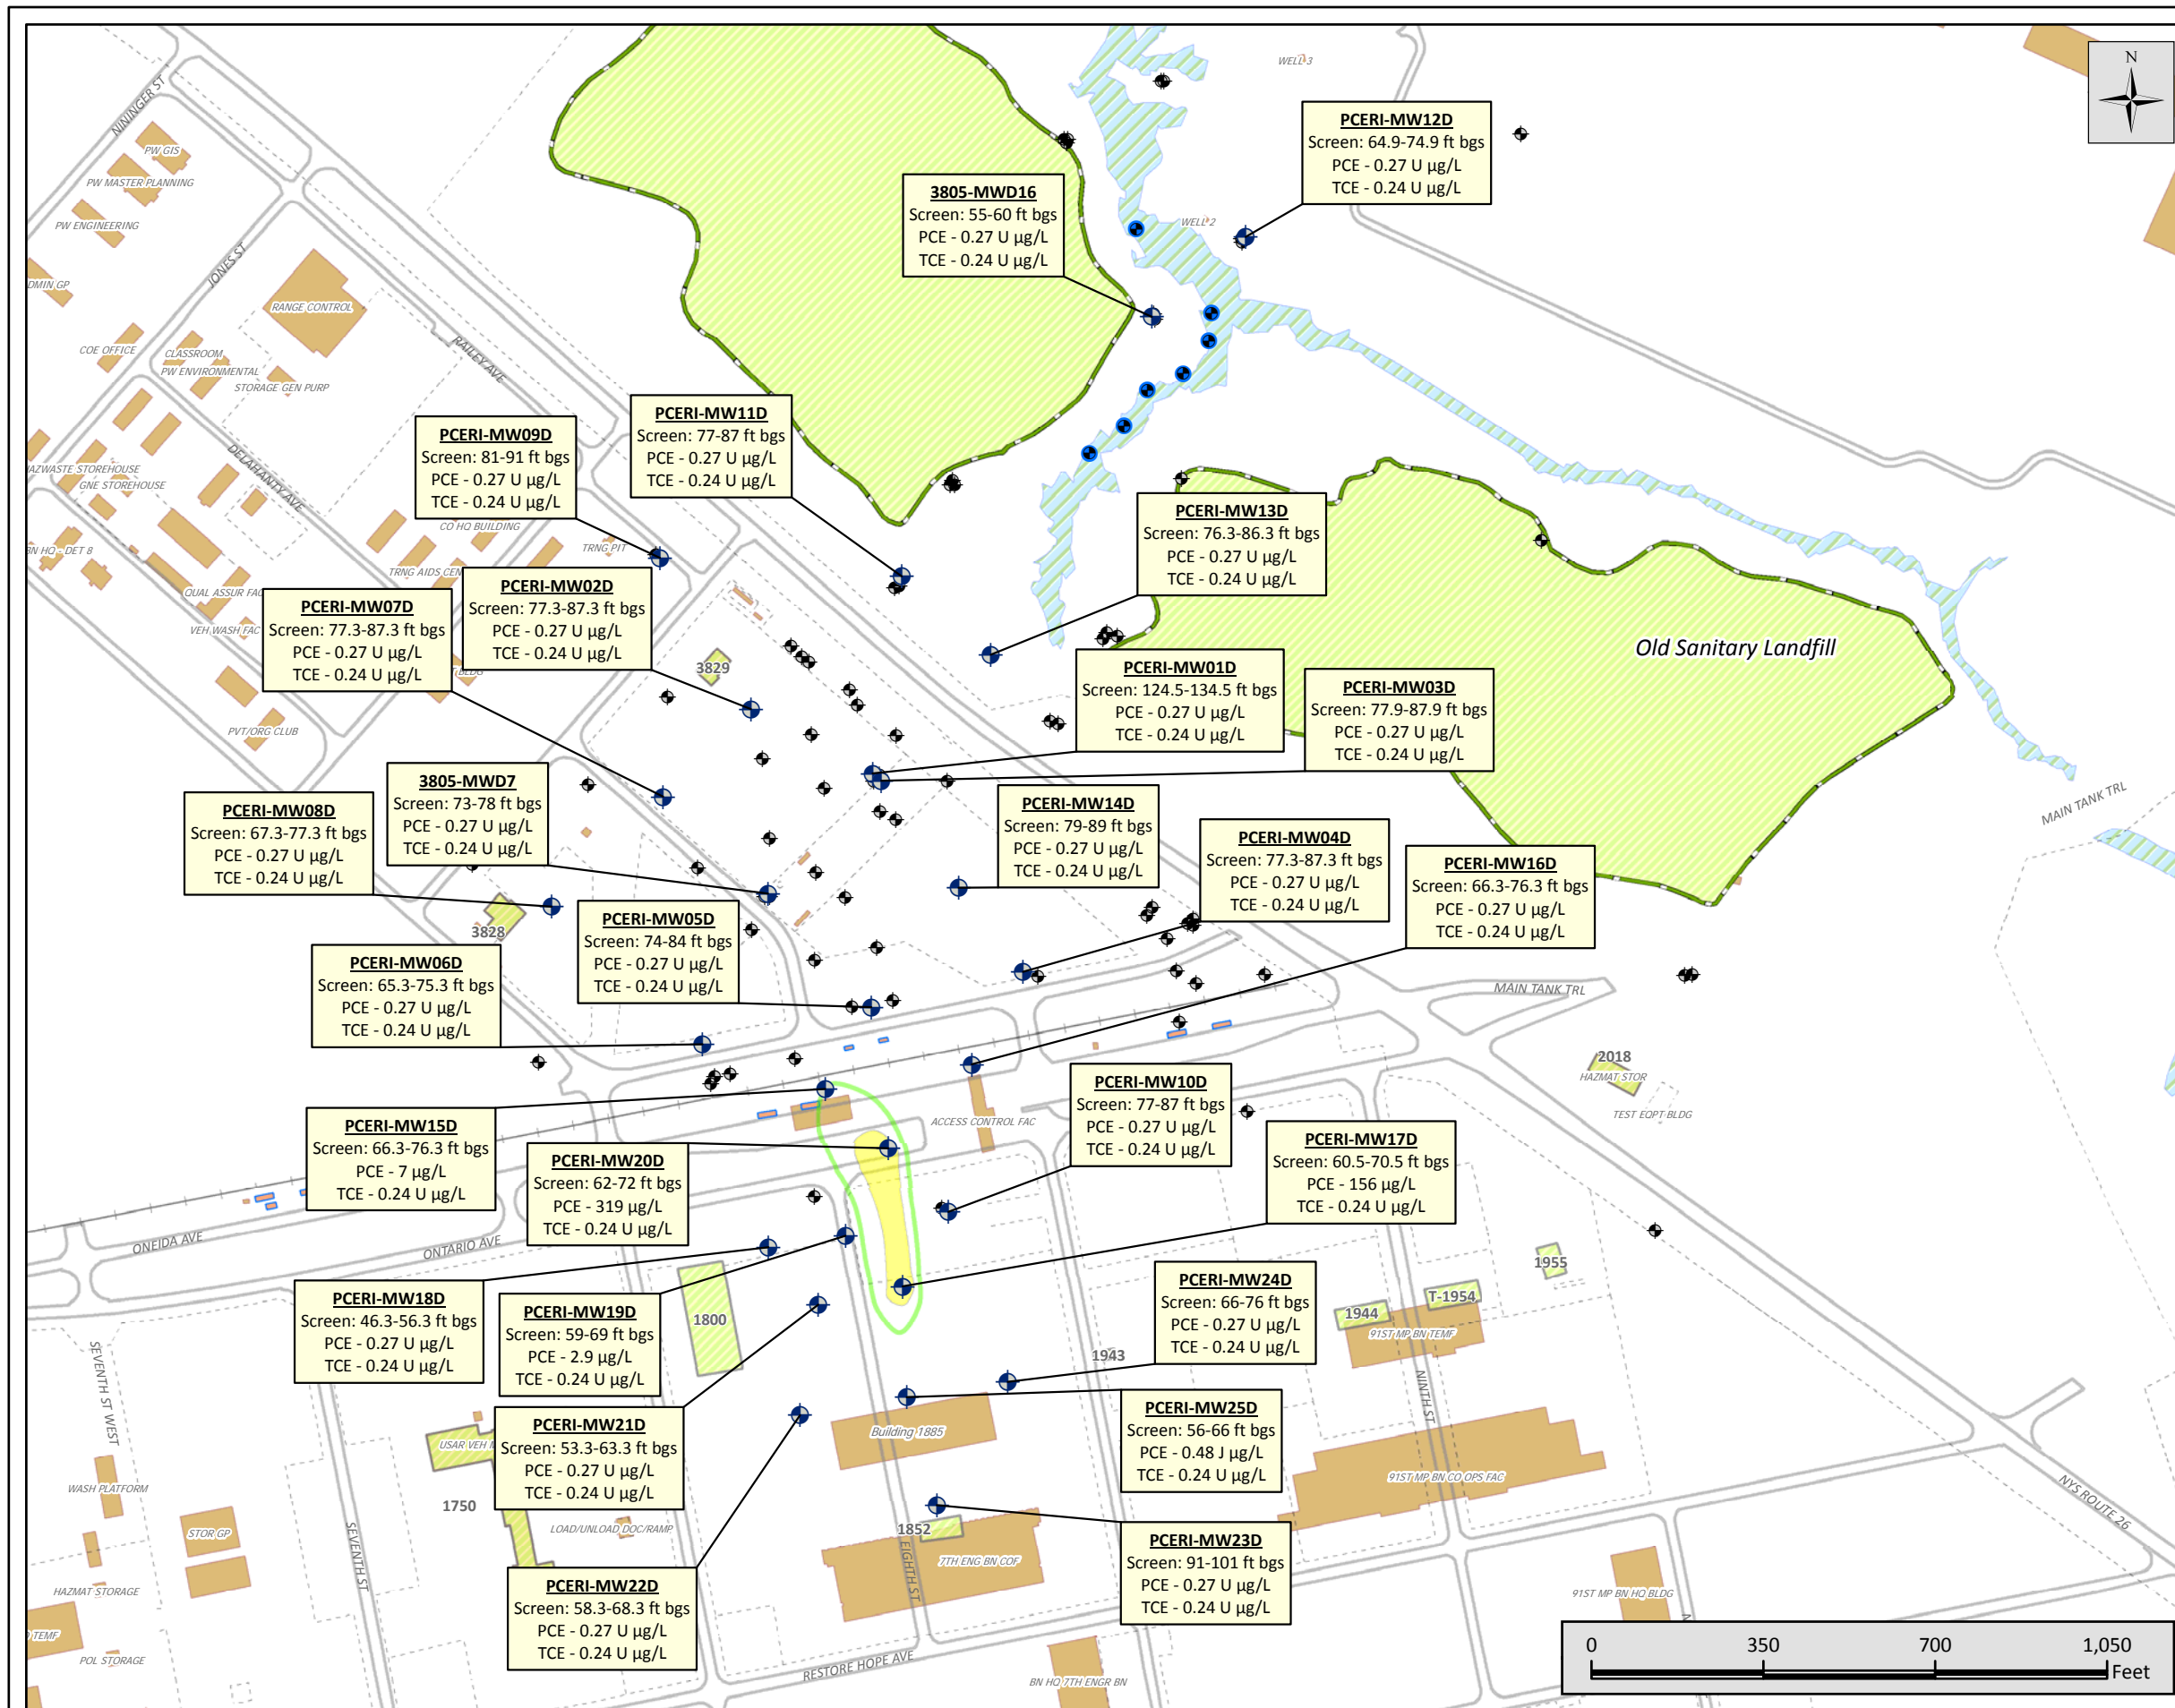 N
WELL 3
NININGER ST
PW GIS
PW MASTER PLANNING
PW ENGINEERING
DMIN GP
JONES ST
RANGE CONTROL
COE OFFICE
CLASSROOM
PW ENVIRONMENTAL
STORAGE GEN PURP
RAILEY AVE
WELL 2
PCERI-MW12D
Screen: 64.9-74.9 ft bgs
PCE - 0.27 U µg/L
TCE - 0.24 U µg/L
3805-MWD16
Screen: 55-60 ft bgs
PCE - 0.27 U µg/L
TCE - 0.24 U µg/L
PCERI-MW11D
Screen: 77-87 ft bgs
PCE - 0.27 U µg/L
TCE - 0.24 U µg/L
PCERI-MW09D
Screen: 81-91 ft bgs
PCE - 0.27 U µg/L
TCE - 0.24 U µg/L
DELAHANTY AVE
HAZWASTE STOREHOUSE
GNE STOREHOUSE
BN HQ - DET 8
CO HQ BUILDING
TRNG PIT
TRNG AIDS CEN
QUAL ASSUR FAC
VEH WASH FAC
PVT/ORG CLUB
BLDG
PCERI-MW13D
Screen: 76.3-86.3 ft bgs
PCE - 0.27 U µg/L
TCE - 0.24 U µg/L
PCERI-MW02D
Screen: 77.3-87.3 ft bgs
PCE - 0.27 U µg/L
TCE - 0.24 U µg/L
PCERI-MW07D
Screen: 77.3-87.3 ft bgs
PCE - 0.27 U µg/L
TCE - 0.24 U µg/L
3829
Old Sanitary Landfill
PCERI-MW01D
Screen: 124.5-134.5 ft bgs
PCE - 0.27 U µg/L
TCE - 0.24 U µg/L
PCERI-MW03D
Screen: 77.9-87.9 ft bgs
PCE - 0.27 U µg/L
TCE - 0.24 U µg/L
3805-MWD7
Screen: 73-78 ft bgs
PCE - 0.27 U µg/L
TCE - 0.24 U µg/L
PCERI-MW08D
Screen: 67.3-77.3 ft bgs
PCE - 0.27 U µg/L
TCE - 0.24 U µg/L
PCERI-MW14D
Screen: 79-89 ft bgs
PCE - 0.27 U µg/L
TCE - 0.24 U µg/L
PCERI-MW04D
Screen: 77.3-87.3 ft bgs
PCE - 0.27 U µg/L
TCE - 0.24 U µg/L
PCERI-MW16D
Screen: 66.3-76.3 ft bgs
PCE - 0.27 U µg/L
TCE - 0.24 U µg/L
MAIN TANK TRL
3828
PCERI-MW05D
Screen: 74-84 ft bgs
PCE - 0.27 U µg/L
TCE - 0.24 U µg/L
PCERI-MW06D
Screen: 65.3-75.3 ft bgs
PCE - 0.27 U µg/L
TCE - 0.24 U µg/L
MAIN TANK TRL
2018
HAZMAT STOR
TEST EQPT BLDG
ACCESS CONTROL FAC
PCERI-MW10D
Screen: 77-87 ft bgs
PCE - 0.27 U µg/L
TCE - 0.24 U µg/L
PCERI-MW15D
Screen: 66.3-76.3 ft bgs
PCE - 7 µg/L
TCE - 0.24 U µg/L
PCERI-MW20D
Screen: 62-72 ft bgs
PCE - 319 µg/L
TCE - 0.24 U µg/L
PCERI-MW17D
Screen: 60.5-70.5 ft bgs
PCE - 156 µg/L
TCE - 0.24 U µg/L
ONEIDA AVE
ONTARIO AVE
PCERI-MW18D
Screen: 46.3-56.3 ft bgs
PCE - 0.27 U µg/L
TCE - 0.24 U µg/L
PCERI-MW19D
Screen: 59-69 ft bgs
PCE - 2.9 µg/L
TCE - 0.24 U µg/L
1800
PCERI-MW24D
Screen: 66-76 ft bgs
PCE - 0.27 U µg/L
TCE - 0.24 U µg/L
1955
T-1954
1944
91ST MP BN TEMF
1943
SEVENTH ST WEST
PCERI-MW21D
Screen: 53.3-63.3 ft bgs
PCE - 0.27 U µg/L
TCE - 0.24 U µg/L
Building 1885
PCERI-MW25D
Screen: 56-66 ft bgs
PCE - 0.48 J µg/L
TCE - 0.24 U µg/L
NINTH ST
USAR VEH
91ST MP BN CO OPS FAC
WASH PLATFORM
1750
NYS ROUTE 26
STOR GP
SEVENTH ST
LOAD/UNLOAD DOC/RAMP
1852
7TH ENG BN COF
EIGHTH ST
PCERI-MW23D
Screen: 91-101 ft bgs
PCE - 0.27 U µg/L
TCE - 0.24 U µg/L
HAZMAT STORAGE
PCERI-MW22D
Screen: 58.3-68.3 ft bgs
PCE - 0.27 U µg/L
TCE - 0.24 U µg/L
91ST MP BN HQ BLDG
TEMF
POL STORAGE
RESTORE HOPE AVE
BN HQ 7TH ENGR BN
0 350 700 1,050
Feet